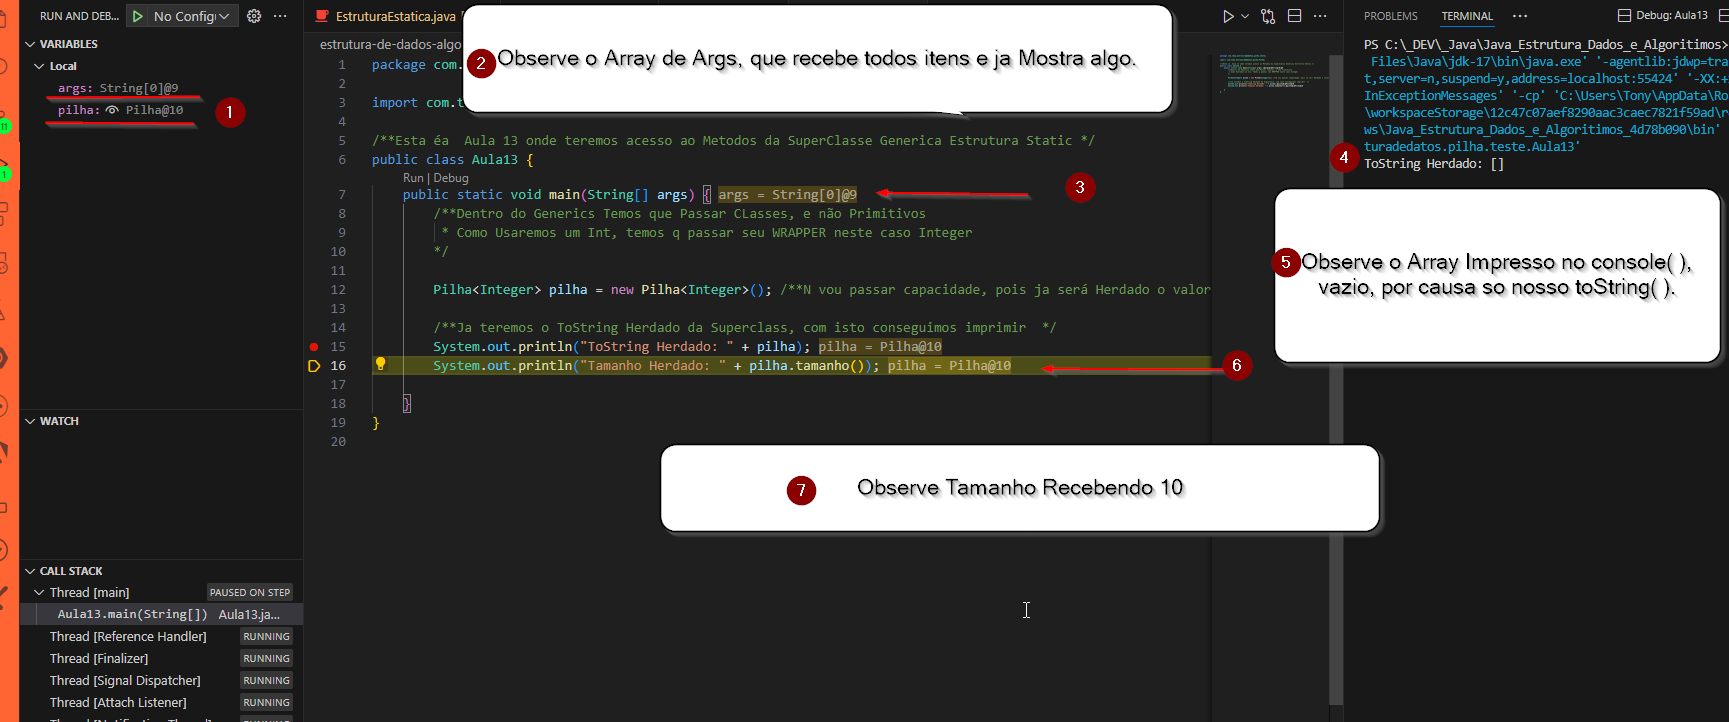 RUN AND DEB...
No Config
VARIABLES
Local
args: String[0]@9
pilha: Pilha@10
1
WATCH
CALL STACK
Thread [main] PAUSED ON STEP
Aula13.main(String[]) Aula13.ja...
Thread [Reference Handler] RUNNING
Thread [Finalizer] RUNNING
Thread [Signal Dispatcher] RUNNING
Thread [Attach Listener] RUNNING
11
1
EstruturaEstatica.java
estrutura-de-dados-algo
2 Observe o Array de Args, que recebe todos itens e ja Mostra algo.
1 package com.
2
3 import com.t
4
5 /**Esta éa Aula 13 onde teremos acesso ao Metodos da SuperClasse Generica Estrutura Static */
6 public class Aula13 {
Run | Debug
7 public static void main(String[] args) { args = String[0]@9
3
8 /**Dentro do Generics Temos que Passar CLasses, e não Primitivos
9 * Como Usaremos um Int, temos q passar seu WRAPPER neste caso Integer
10 */
11
12 Pilha<Integer> pilha = new Pilha<Integer>(); /**N vou passar capacidade, pois ja será Herdado o valor
13
14 /**Ja teremos o ToString Herdado da Superclass, com isto conseguimos imprimir */
15 System.out.println("ToString Herdado: " + pilha); pilha = Pilha@10
16 System.out.println("Tamanho Herdado: " + pilha.tamanho()); pilha = Pilha@10
6
17
18 }
19 }
20
7 Observe Tamanho Recebendo 10
PROBLEMS TERMINAL ... Debug: Aula13
PS C:\_DEV\_Java\Java_Estrutura_Dados_e_Algoritimos>
Files\Java\jdk-17\bin\java.exe' '-agentlib:jdwp=tra
t,server=n,suspend=y,address=localhost:55424' '-XX:+
InExceptionMessages' '-cp' 'C:\Users\Tony\AppData\Ro
\workspaceStorage\12c47c07aef8290aac3caec7821f59ad\r
ws\Java_Estrutura_Dados_e_Algoritimos_4d78b090\bin'
turadedatos.pilha.teste.Aula13'
4 ToString Herdado: []
5 Observe o Array Impresso no console( ),
vazio, por causa so nosso toString( ).